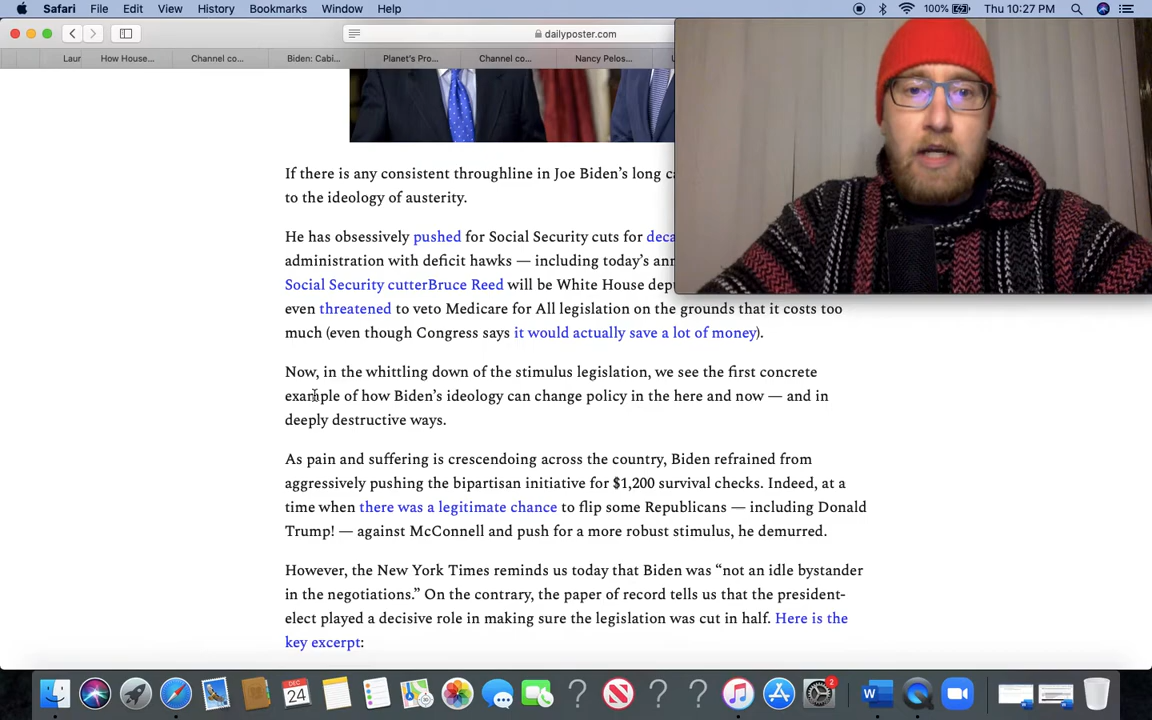 Safari File Edit View History Bookmarks Window Help 100% Thu 10:27 PM
dailyposter.com
Laur How House... Channel co... Biden: Cabi... Planet's Pro... Channel co... Nancy Pelos...
If there is any consistent throughline in Joe Biden's long
to the ideology of austerity.
He has obsessively pushed for Social Security cuts for
administration with deficit hawks — including today's
Social Security cutterBruce Reed will be White House
even threatened to veto Medicare for All legislation on the grounds that it costs too
much (even though Congress says it would actually save a lot of money).
Now, in the whittling down of the stimulus legislation, we see the first concrete
example of how Biden's ideology can change policy in the here and now — and in
deeply destructive ways.
As pain and suffering is crescendoing across the country, Biden refrained from
aggressively pushing the bipartisan initiative for $1,200 survival checks. Indeed, at a
time when there was a legitimate chance to flip some Republicans — including Donald
Trump! — against McConnell and push for a more robust stimulus, he demurred.
However, the New York Times reminds us today that Biden was “not an idle bystander
in the negotiations.” On the contrary, the paper of record tells us that the president-
elect played a decisive role in making sure the legislation was cut in half. Here is the
key excerpt:
DEC
24
2